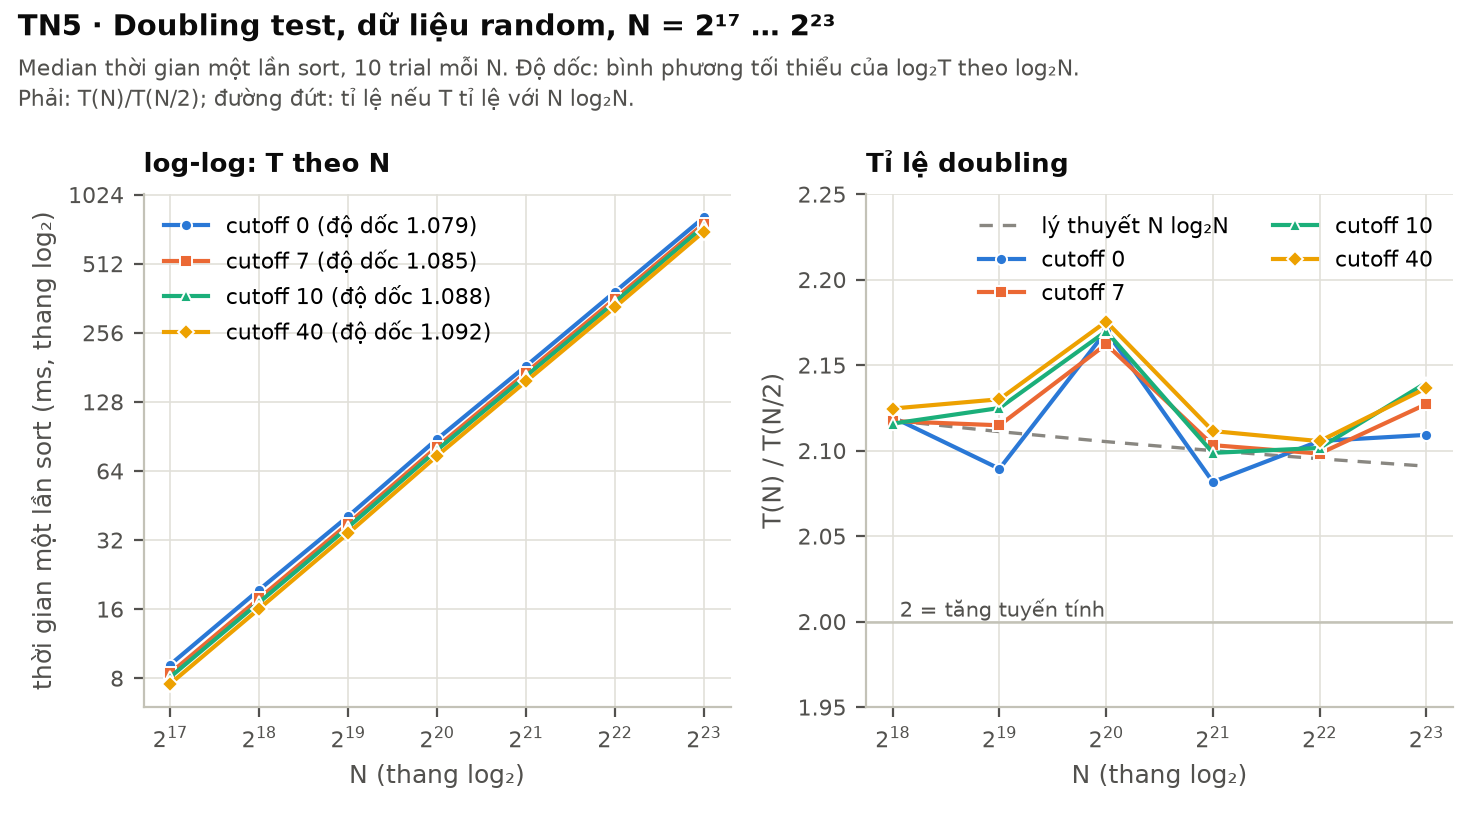 TN5 · Doubling test, dữ liệu random, N = 2¹⁷ … 2²³
Median thời gian một lần sort, 10 trial mỗi N. Độ dốc: bình phương tối thiểu của log₂T theo log₂N.
Phải: T(N)/T(N/2); đường đứt: tỉ lệ nếu T tỉ lệ với N log₂N.
log-log: T theo N
thời gian một lần sort (ms, thang log₂)
1024
512
256
128
64
32
16
8
cutoff 0 (độ dốc 1.079)
cutoff 7 (độ dốc 1.085)
cutoff 10 (độ dốc 1.088)
cutoff 40 (độ dốc 1.092)
2¹⁷ 2¹⁸ 2¹⁹ 2²⁰ 2²¹ 2²² 2²³
N (thang log₂)
Tỉ lệ doubling
T(N) / T(N/2)
2.25
2.20
2.15
2.10
2.05
2.00
1.95
lý thuyết N log₂N
cutoff 0
cutoff 7
cutoff 10
cutoff 40
2 = tăng tuyến tính
2¹⁸ 2¹⁹ 2²⁰ 2²¹ 2²² 2²³
N (thang log₂)